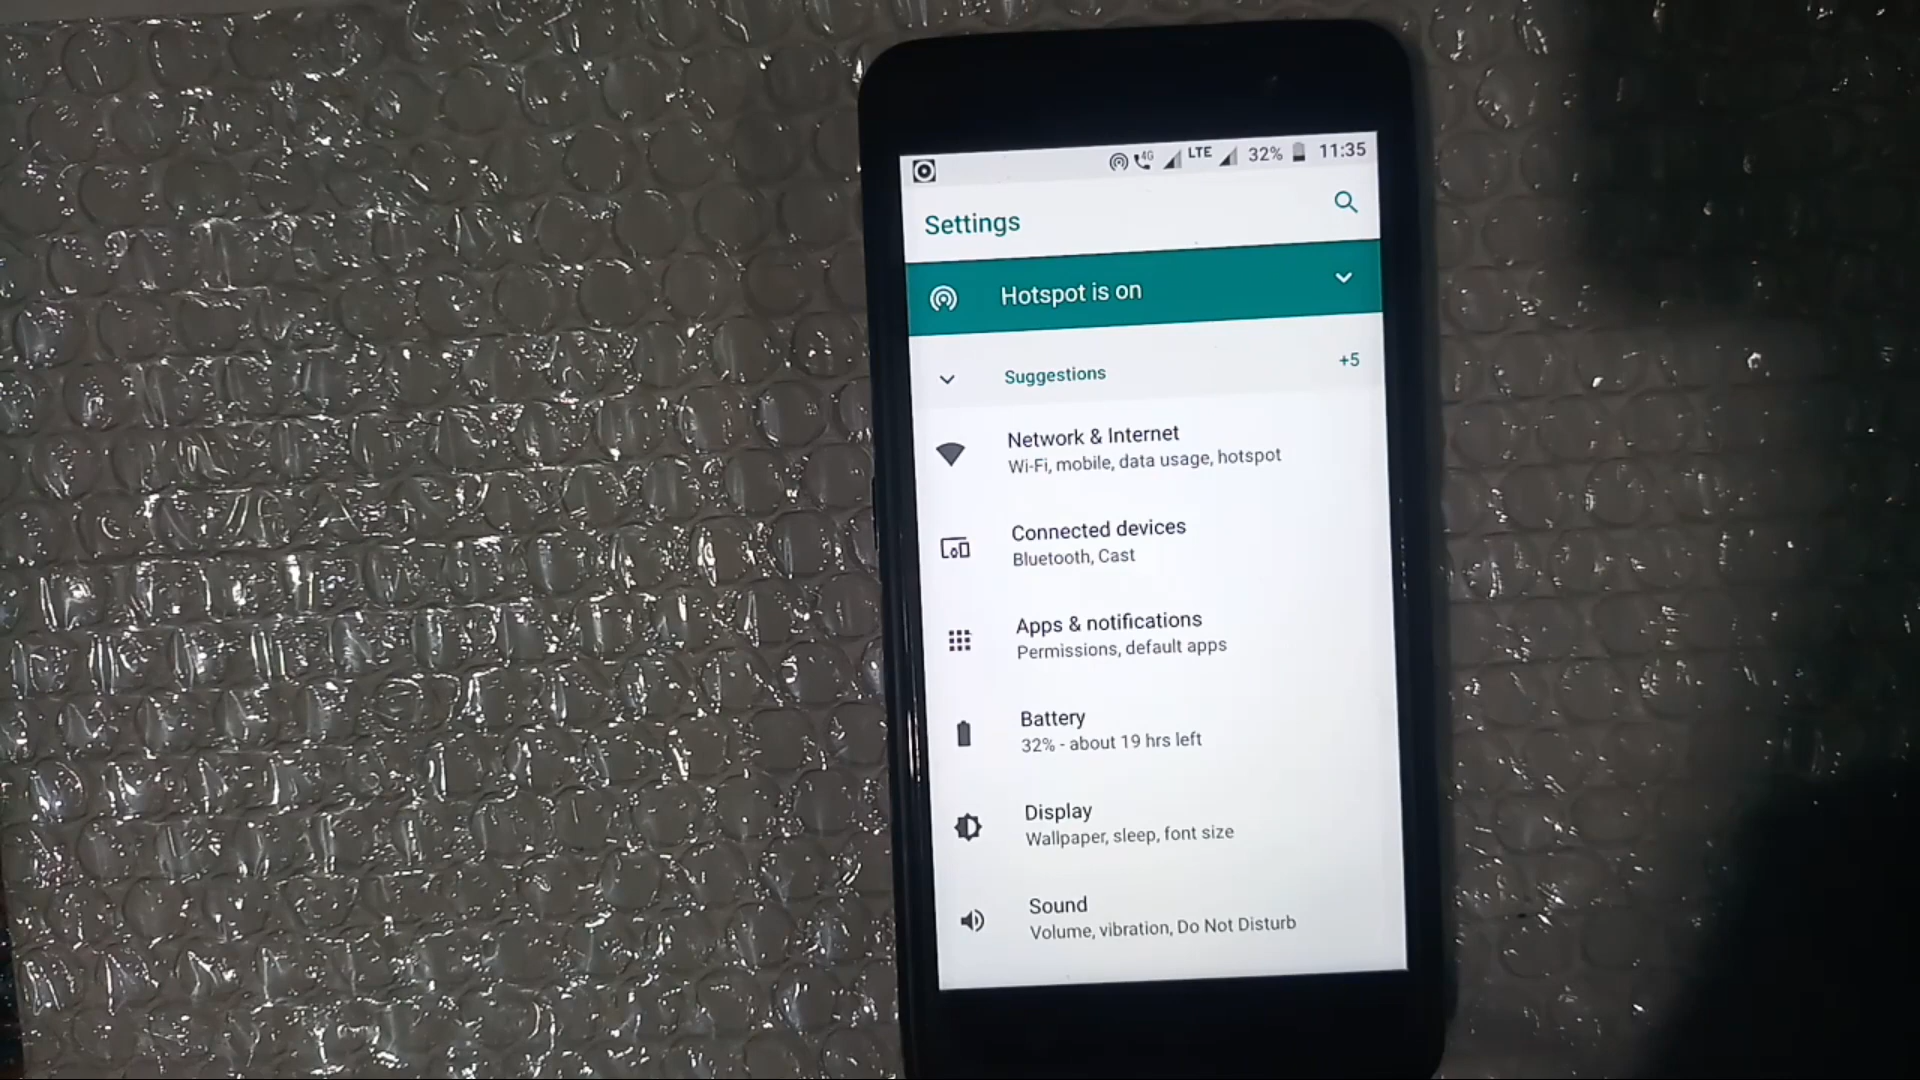 4G LTE 32% 11:35
Settings
Hotspot is on
Suggestions +5
Network & Internet
Wi-Fi, mobile, data usage, hotspot
Connected devices
Bluetooth, Cast
Apps & notifications
Permissions, default apps
Battery
32% - about 19 hrs left
Display
Wallpaper, sleep, font size
Sound
Volume, vibration, Do Not Disturb